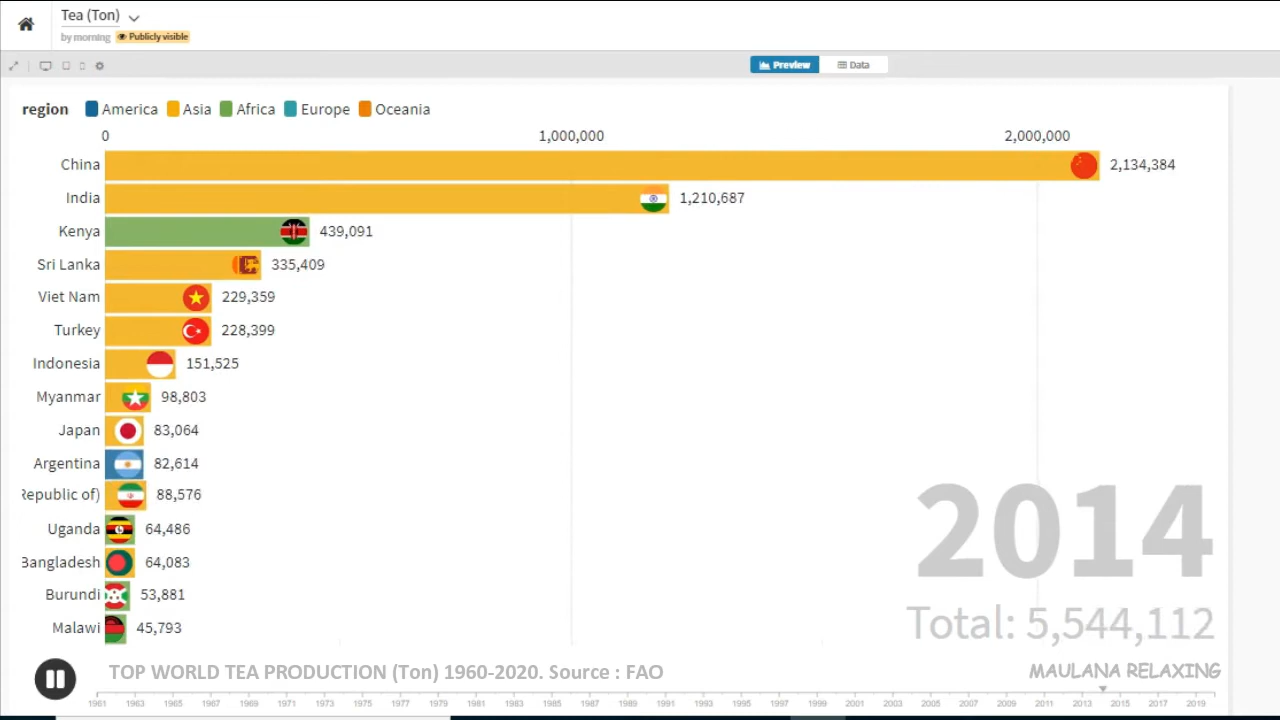 Tea (Ton)
by morning Publicly visible
Preview Data
region America Asia Africa Europe Oceania
0 1,000,000 2,000,000
China 2,134,384
India 1,210,687
Kenya 439,091
Sri Lanka 335,409
Viet Nam 229,359
Turkey 228,399
Indonesia 151,525
Myanmar 98,803
Japan 83,064
Argentina 82,614
Republic of) 88,576
Uganda 64,486
Bangladesh 64,083
Burundi 53,881
Malawi 45,793
2014
Total: 5,544,112
TOP WORLD TEA PRODUCTION (Ton) 1960-2020. Source : FAO
MAULANA RELAXING
1961 1963 1965 1967 1969 1971 1973 1975 1977 1979 1981 1983 1985 1987 1989 1991 1993 1995 1997 1999 2001 2003 2005 2007 2009 2011 2013 2015 2017 2019